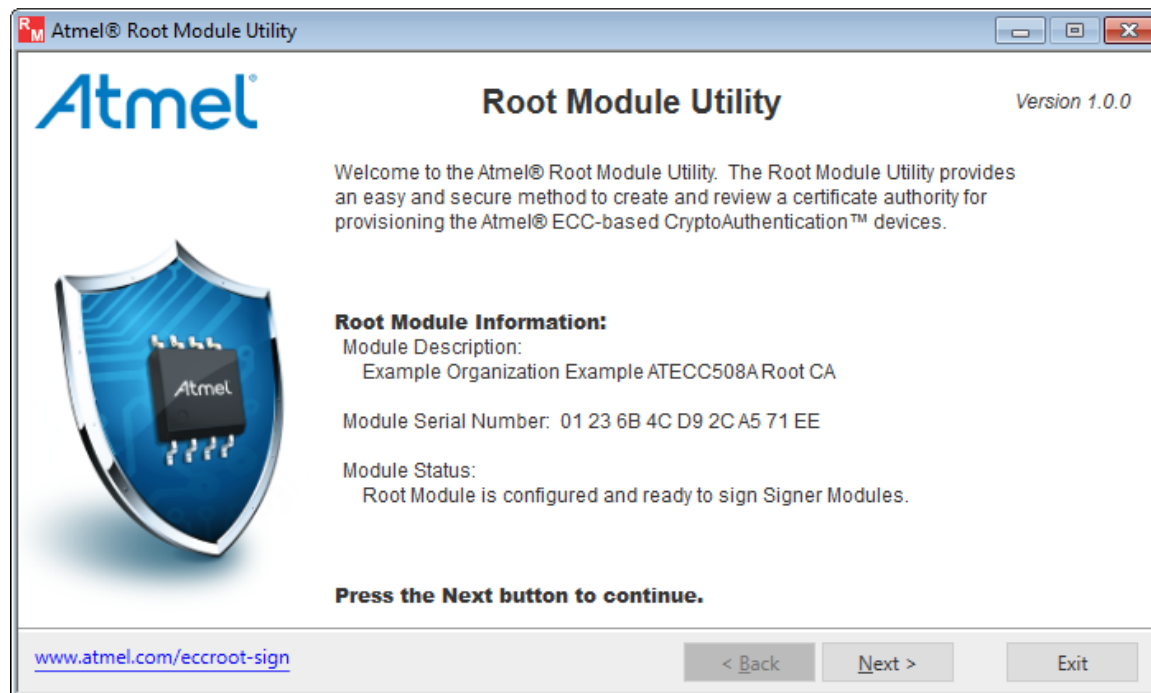 RM Atmel® Root Module Utility
Atmel®
Root Module Utility
Version 1.0.0
Welcome to the Atmel® Root Module Utility. The Root Module Utility provides
an easy and secure method to create and review a certificate authority for
provisioning the Atmel® ECC-based CryptoAuthentication™ devices.
Atmel
Root Module Information:
Module Description:
Example Organization Example ATECC508A Root CA
Module Serial Number: 01 23 6B 4C D9 2C A5 71 EE
Module Status:
Root Module is configured and ready to sign Signer Modules.
Press the Next button to continue.
www.atmel.com/eccroot-sign
< Back
Next >
Exit